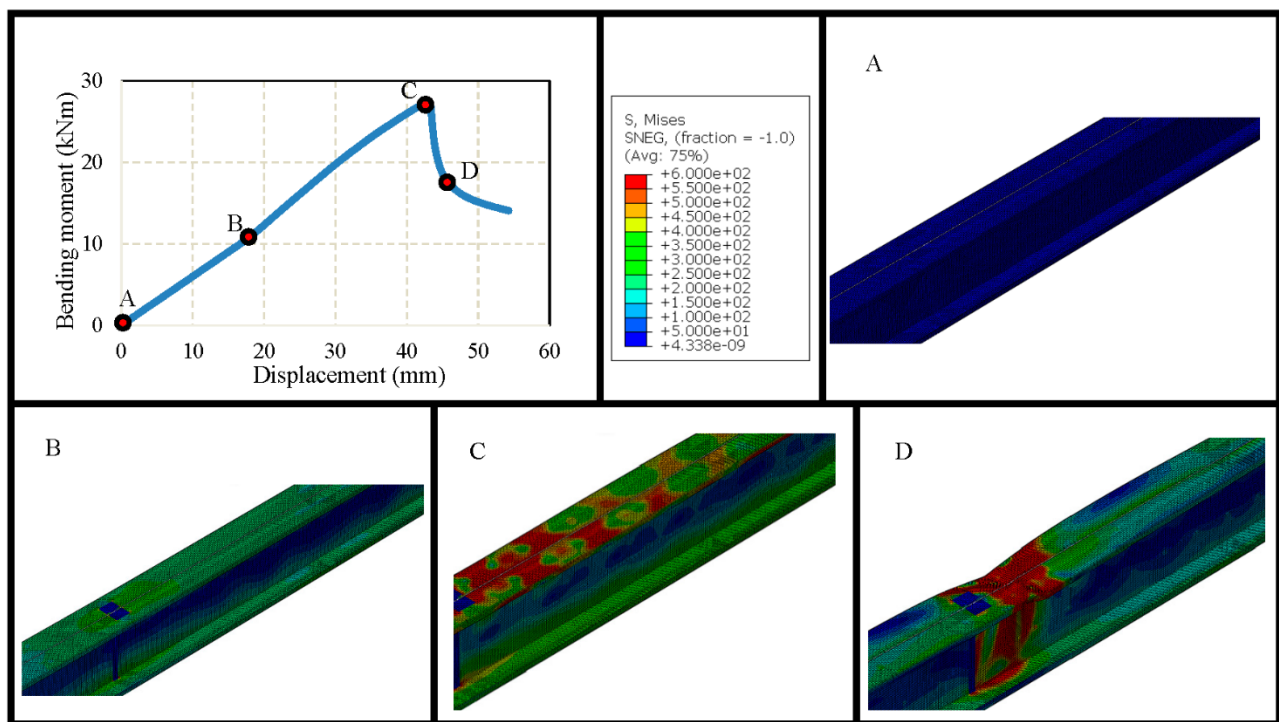 Bending moment (kNm)
30
20
10
0
A
B
C
D
0 10 20 30 40 50 60
Displacement (mm)
S, Mises
SNEG, (fraction = -1.0)
(Avg: 75%)
+6.000e+02
+5.500e+02
+5.000e+02
+4.500e+02
+4.000e+02
+3.500e+02
+3.000e+02
+2.500e+02
+2.000e+02
+1.500e+02
+1.000e+02
+5.000e+01
+4.338e-09
A
B
C
D